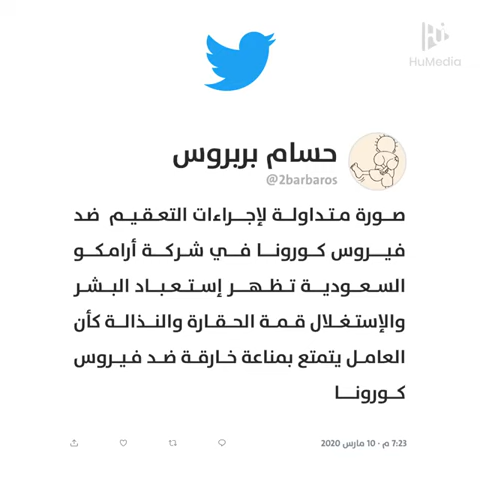 HuMedia
حسام بربروس
@2barbaros
صورة متداولة لإجراءات التعقيم ضد
فيروس كورونا في شركة أرامكو
السعودية تظهر إستعباد البشر
والإستغلال قمة الحقارة والنذالة كأن
العامل يتمتع بمناعة خارقة ضد فيروس
كورونا
7:23 م · 10 مارس 2020